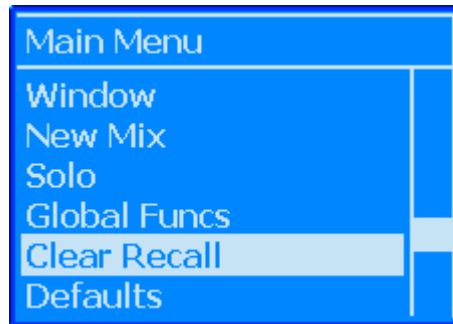 Main Menu
Window
New Mix
Solo
Global Funcs
Clear Recall
Defaults